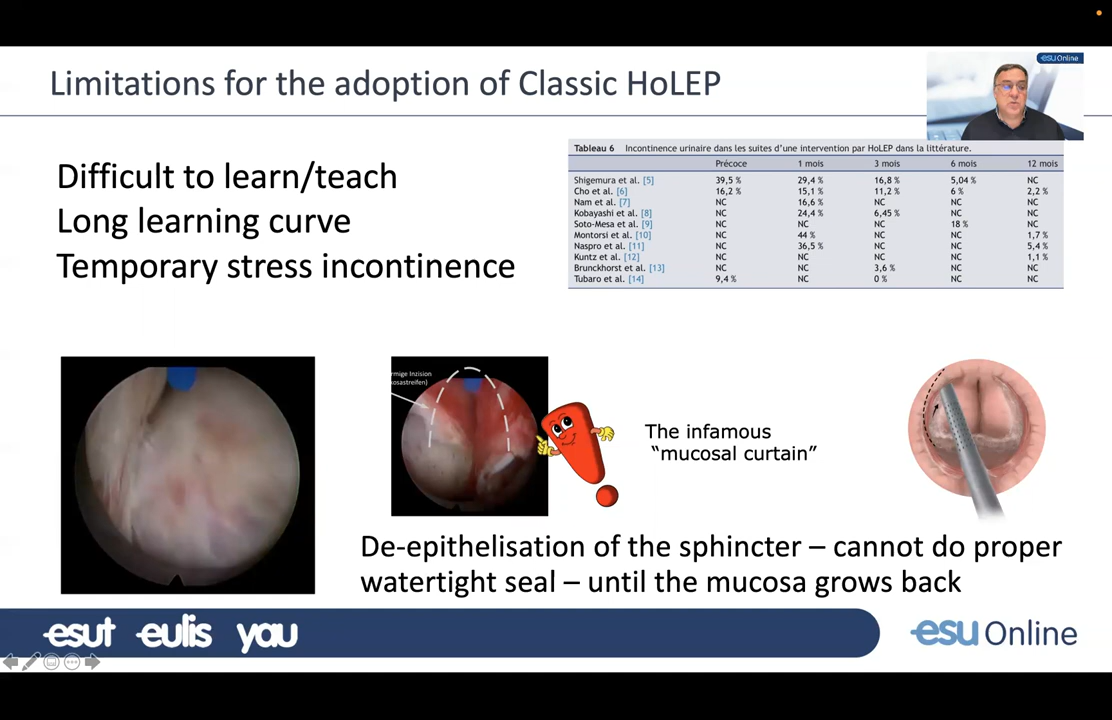 Limitations for the adoption of Classic HoLEP
esu Online
Difficult to learn/teach
Long learning curve
Temporary stress incontinence
Tableau 6 Incontinence urinaire dans les suites d'une intervention par HoLEP dans la littérature.
Précoce 1 mois 3 mois 6 mois 12 mois
Shigemura et al. [5] 39,5 % 29,4 % 16,8 % 5,04 % NC
Cho et al. [6] 16,2 % 15,1 % 11,2 % 6 % 2,2 %
Nam et al. [7] NC 16,6 % NC NC NC
Kobayashi et al. [8] NC 24,4 % 6,45 % NC NC
Soto-Mesa et al. [9] NC NC NC 18 % NC
Montorsi et al. [10] NC 44 % NC NC 1,7 %
Naspro et al. [11] NC 36,5 % NC NC 5,4 %
Kuntz et al. [12] NC NC NC NC 1,1 %
Brunckhorst et al. [13] NC NC 3,6 % NC NC
Tubaro et al. [14] 9,4 % NC 0 % NC NC
rmige Inzision
kosastreifen)
The infamous
"mucosal curtain"
De-epithelisation of the sphincter – cannot do proper
watertight seal – until the mucosa grows back
esut eulis yau
esu Online